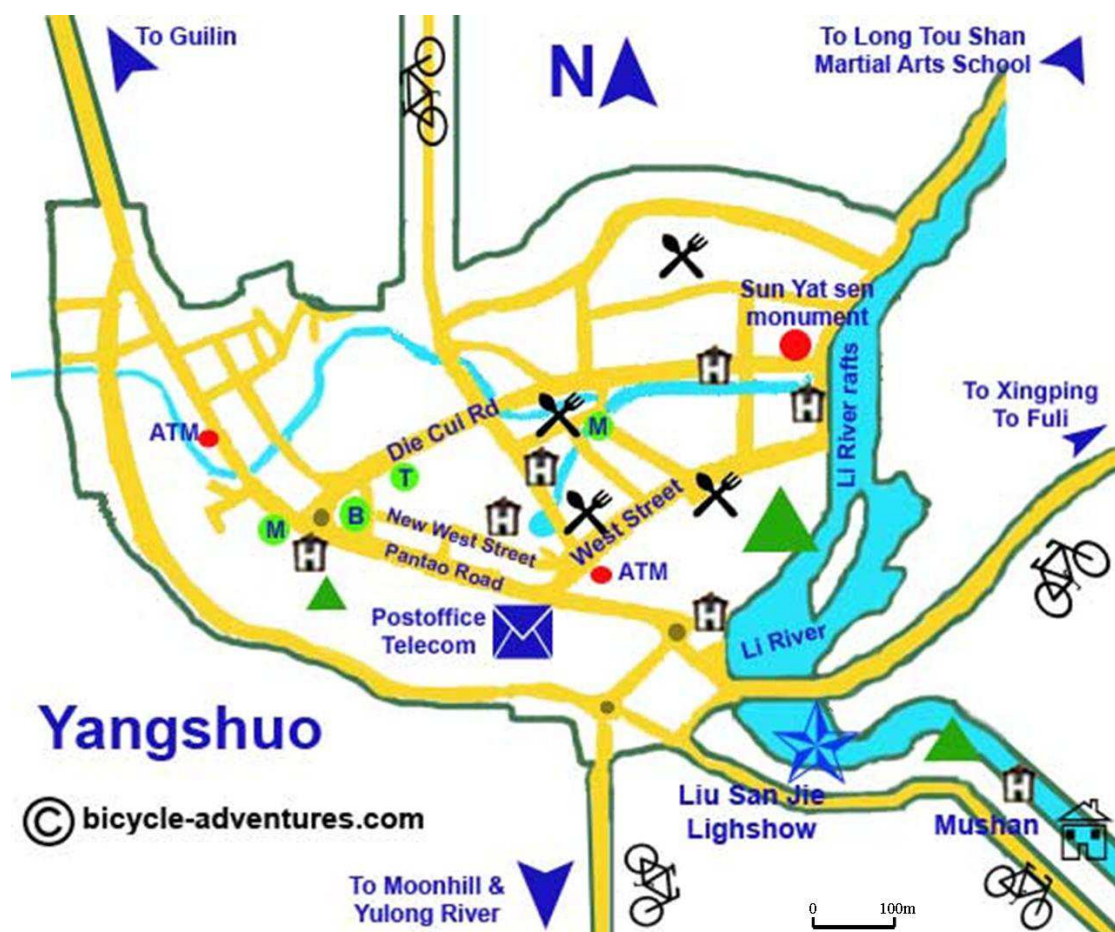 To Guilin
N
To Long Tou Shan
Martial Arts School
Sun Yat sen
monument
Li River rafts
To Xingping
To Fuli
ATM
Die Cui Rd
M
T
B
M
New West Street
Pantao Road
West Street
ATM
Postoffice
Telecom
Li River
Yangshuo
© bicycle-adventures.com
Liu San Jie
Lighshow
Mushan
To Moonhill &
Yulong River
0 100m
H
H
H
H
H
H
H